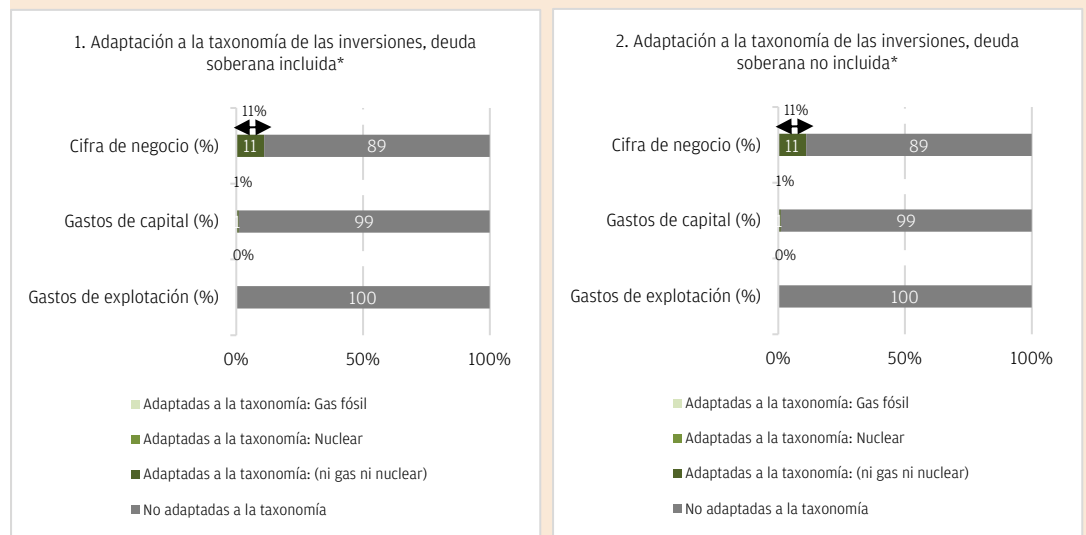 1. Adaptación a la taxonomía de las inversiones, deuda
soberana incluida*
11%
Cifra de negocio (%)
11
89
1%
Gastos de capital (%)
1
99
0%
Gastos de explotación (%)
100
0%
50%
100%
Adaptadas a la taxonomía: Gas fósil
Adaptadas a la taxonomía: Nuclear
Adaptadas a la taxonomía: (ni gas ni nuclear)
No adaptadas a la taxonomía
2. Adaptación a la taxonomía de las inversiones, deuda
soberana no incluida*
11%
Cifra de negocio (%)
11
89
1%
Gastos de capital (%)
1
99
0%
Gastos de explotación (%)
100
0%
50%
100%
Adaptadas a la taxonomía: Gas fósil
Adaptadas a la taxonomía: Nuclear
Adaptadas a la taxonomía: (ni gas ni nuclear)
No adaptadas a la taxonomía